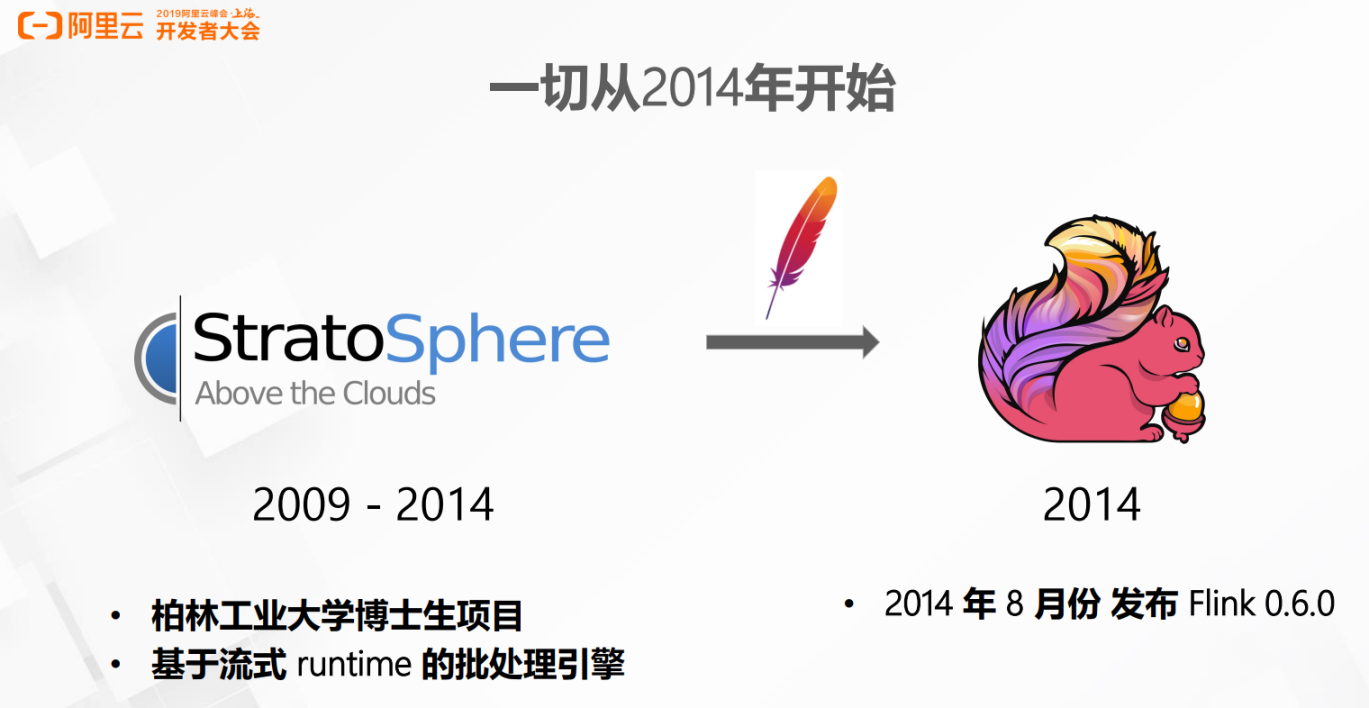 阿里云
2019阿里云峰会·上海
开发者大会
一切从2014年开始
StratoSphere
Above the Clouds
2009 - 2014
2014
• 柏林工业大学博士生项目
• 基于流式 runtime 的批处理引擎
• 2014 年 8 月份 发布 Flink 0.6.0